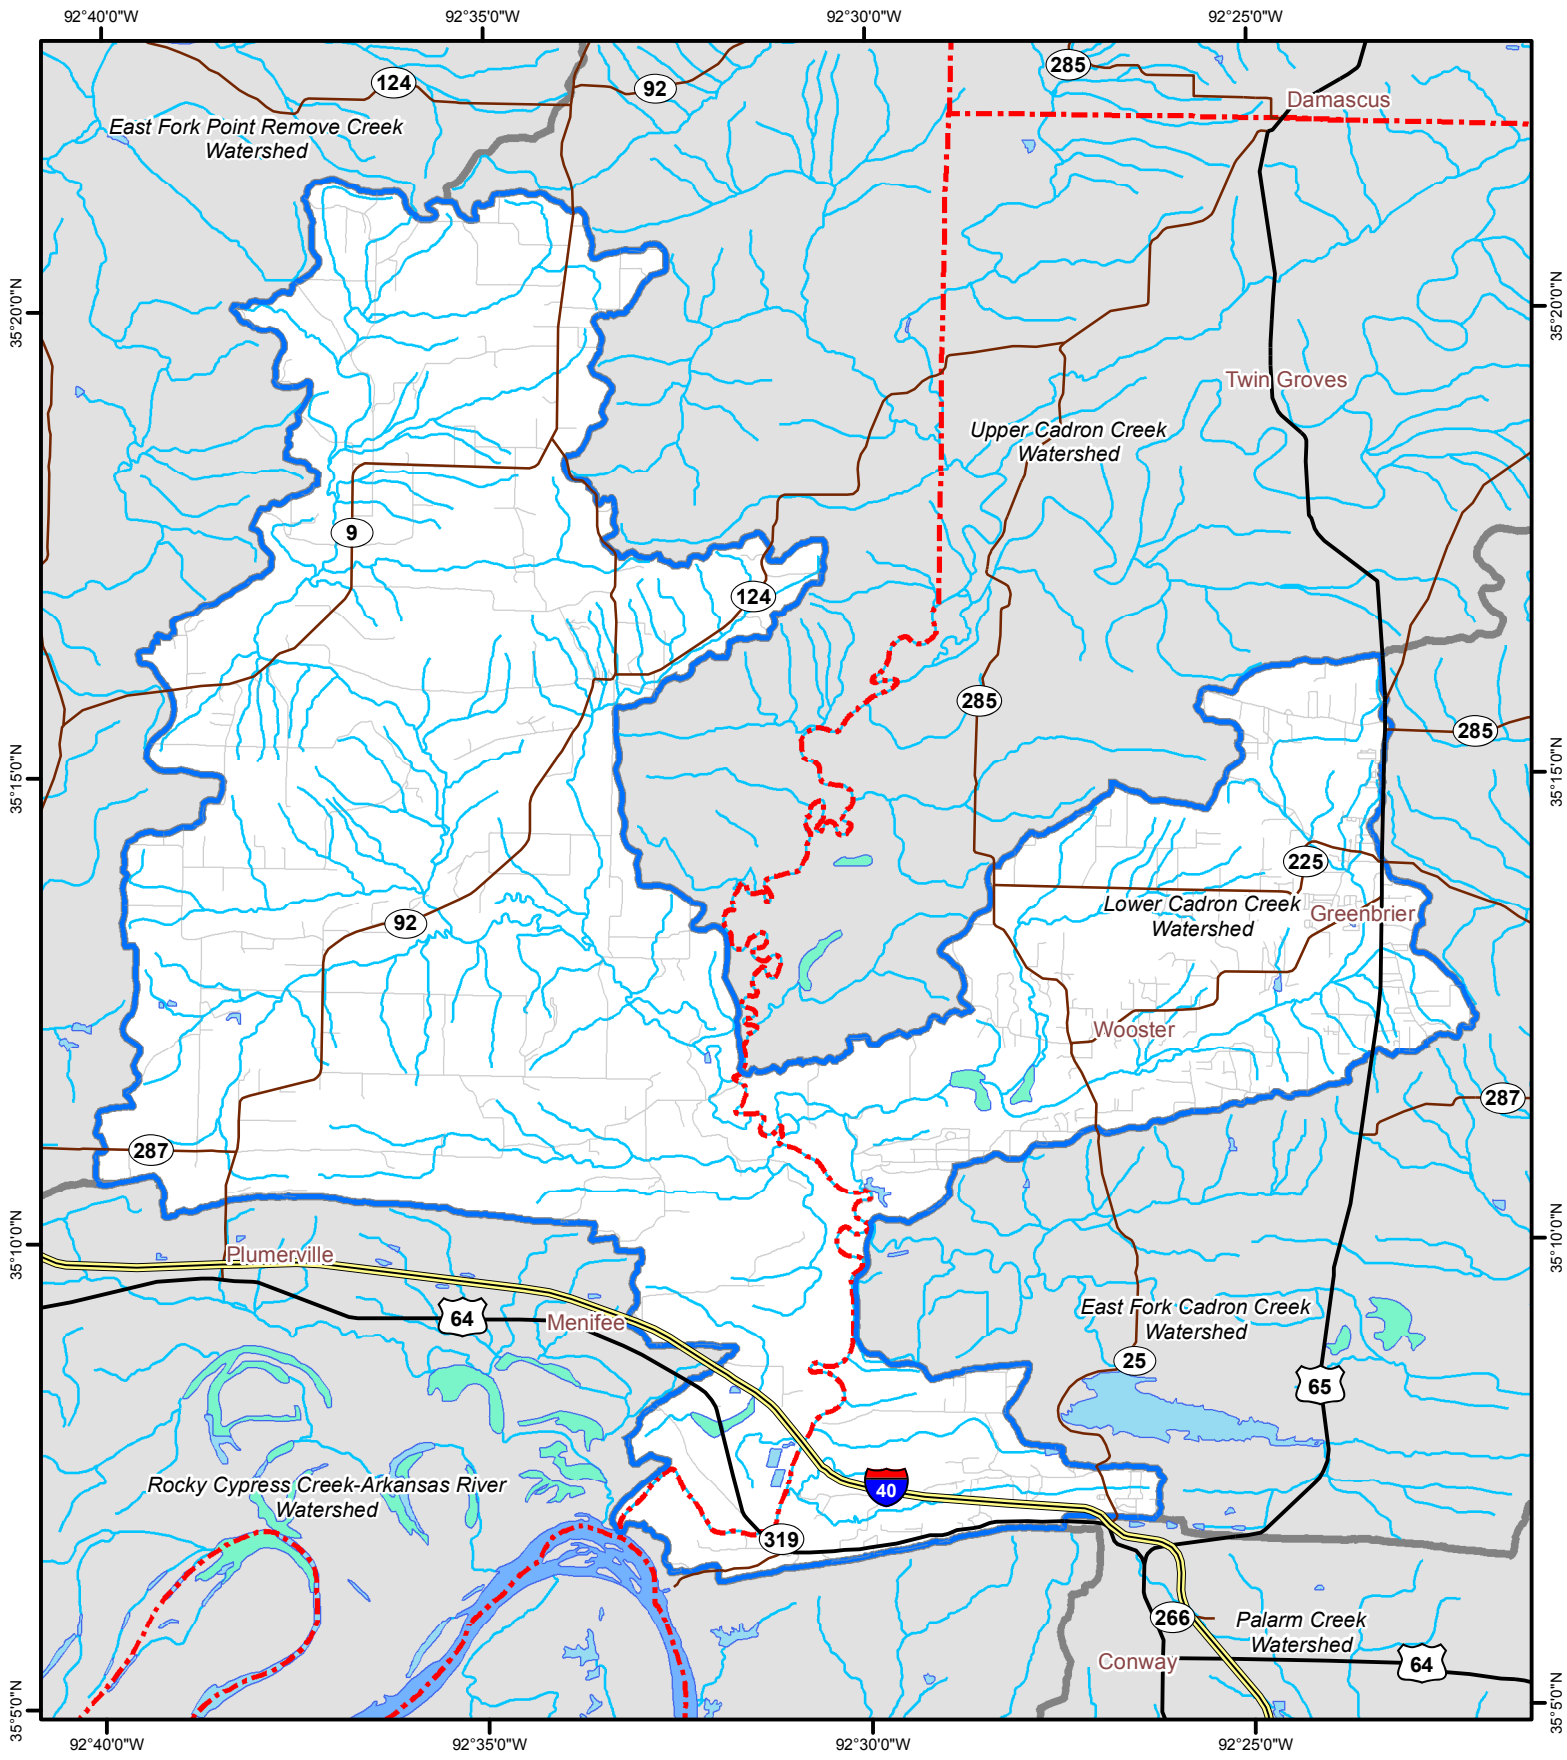 92°40'0"W
92°35'0"W
92°30'0"W
92°25'0"W
285
124
92
Damascus
East Fork Point Remove Creek
Watershed
35°20'0"N
35°20'0"N
Twin Groves
Upper Cadron Creek
Watershed
9
124
285
285
35°15'0"N
35°15'0"N
225
Lower Cadron Creek
Watershed
Greenbrier
92
Wooster
287
287
35°10'0"N
35°10'0"N
Plumerville
East Fork Cadron Creek
Watershed
64
Menifee
25
65
Rocky Cypress Creek-Arkansas River
Watershed
40
319
266
Palarm Creek
Watershed
Conway
64
35°5'0"N
35°5'0"N
92°40'0"W
92°35'0"W
92°30'0"W
92°25'0"W